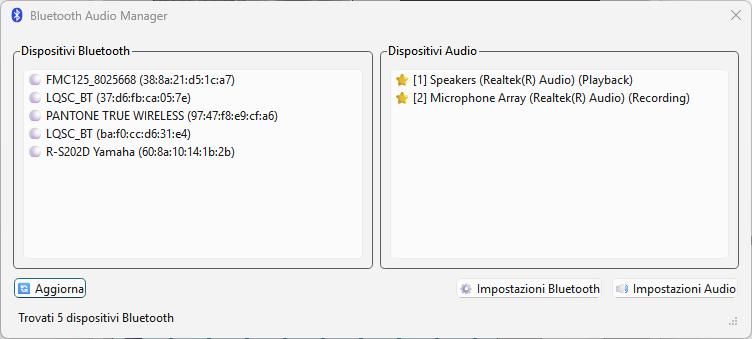 Bluetooth Audio Manager
Dispositivi Bluetooth
FMC125_8025668 (38:8a:21:d5:1c:a7)
LQSC_BT (37:d6:fb:ca:05:7e)
PANTONE TRUE WIRELESS (97:47:f8:e9:cf:a6)
LQSC_BT (ba:f0:cc:d6:31:e4)
R-S202D Yamaha (60:8a:10:14:1b:2b)
Dispositivi Audio
[1] Speakers (Realtek(R) Audio) (Playback)
[2] Microphone Array (Realtek(R) Audio) (Recording)
Aggiorna
Impostazioni Bluetooth
Impostazioni Audio
Trovati 5 dispositivi Bluetooth